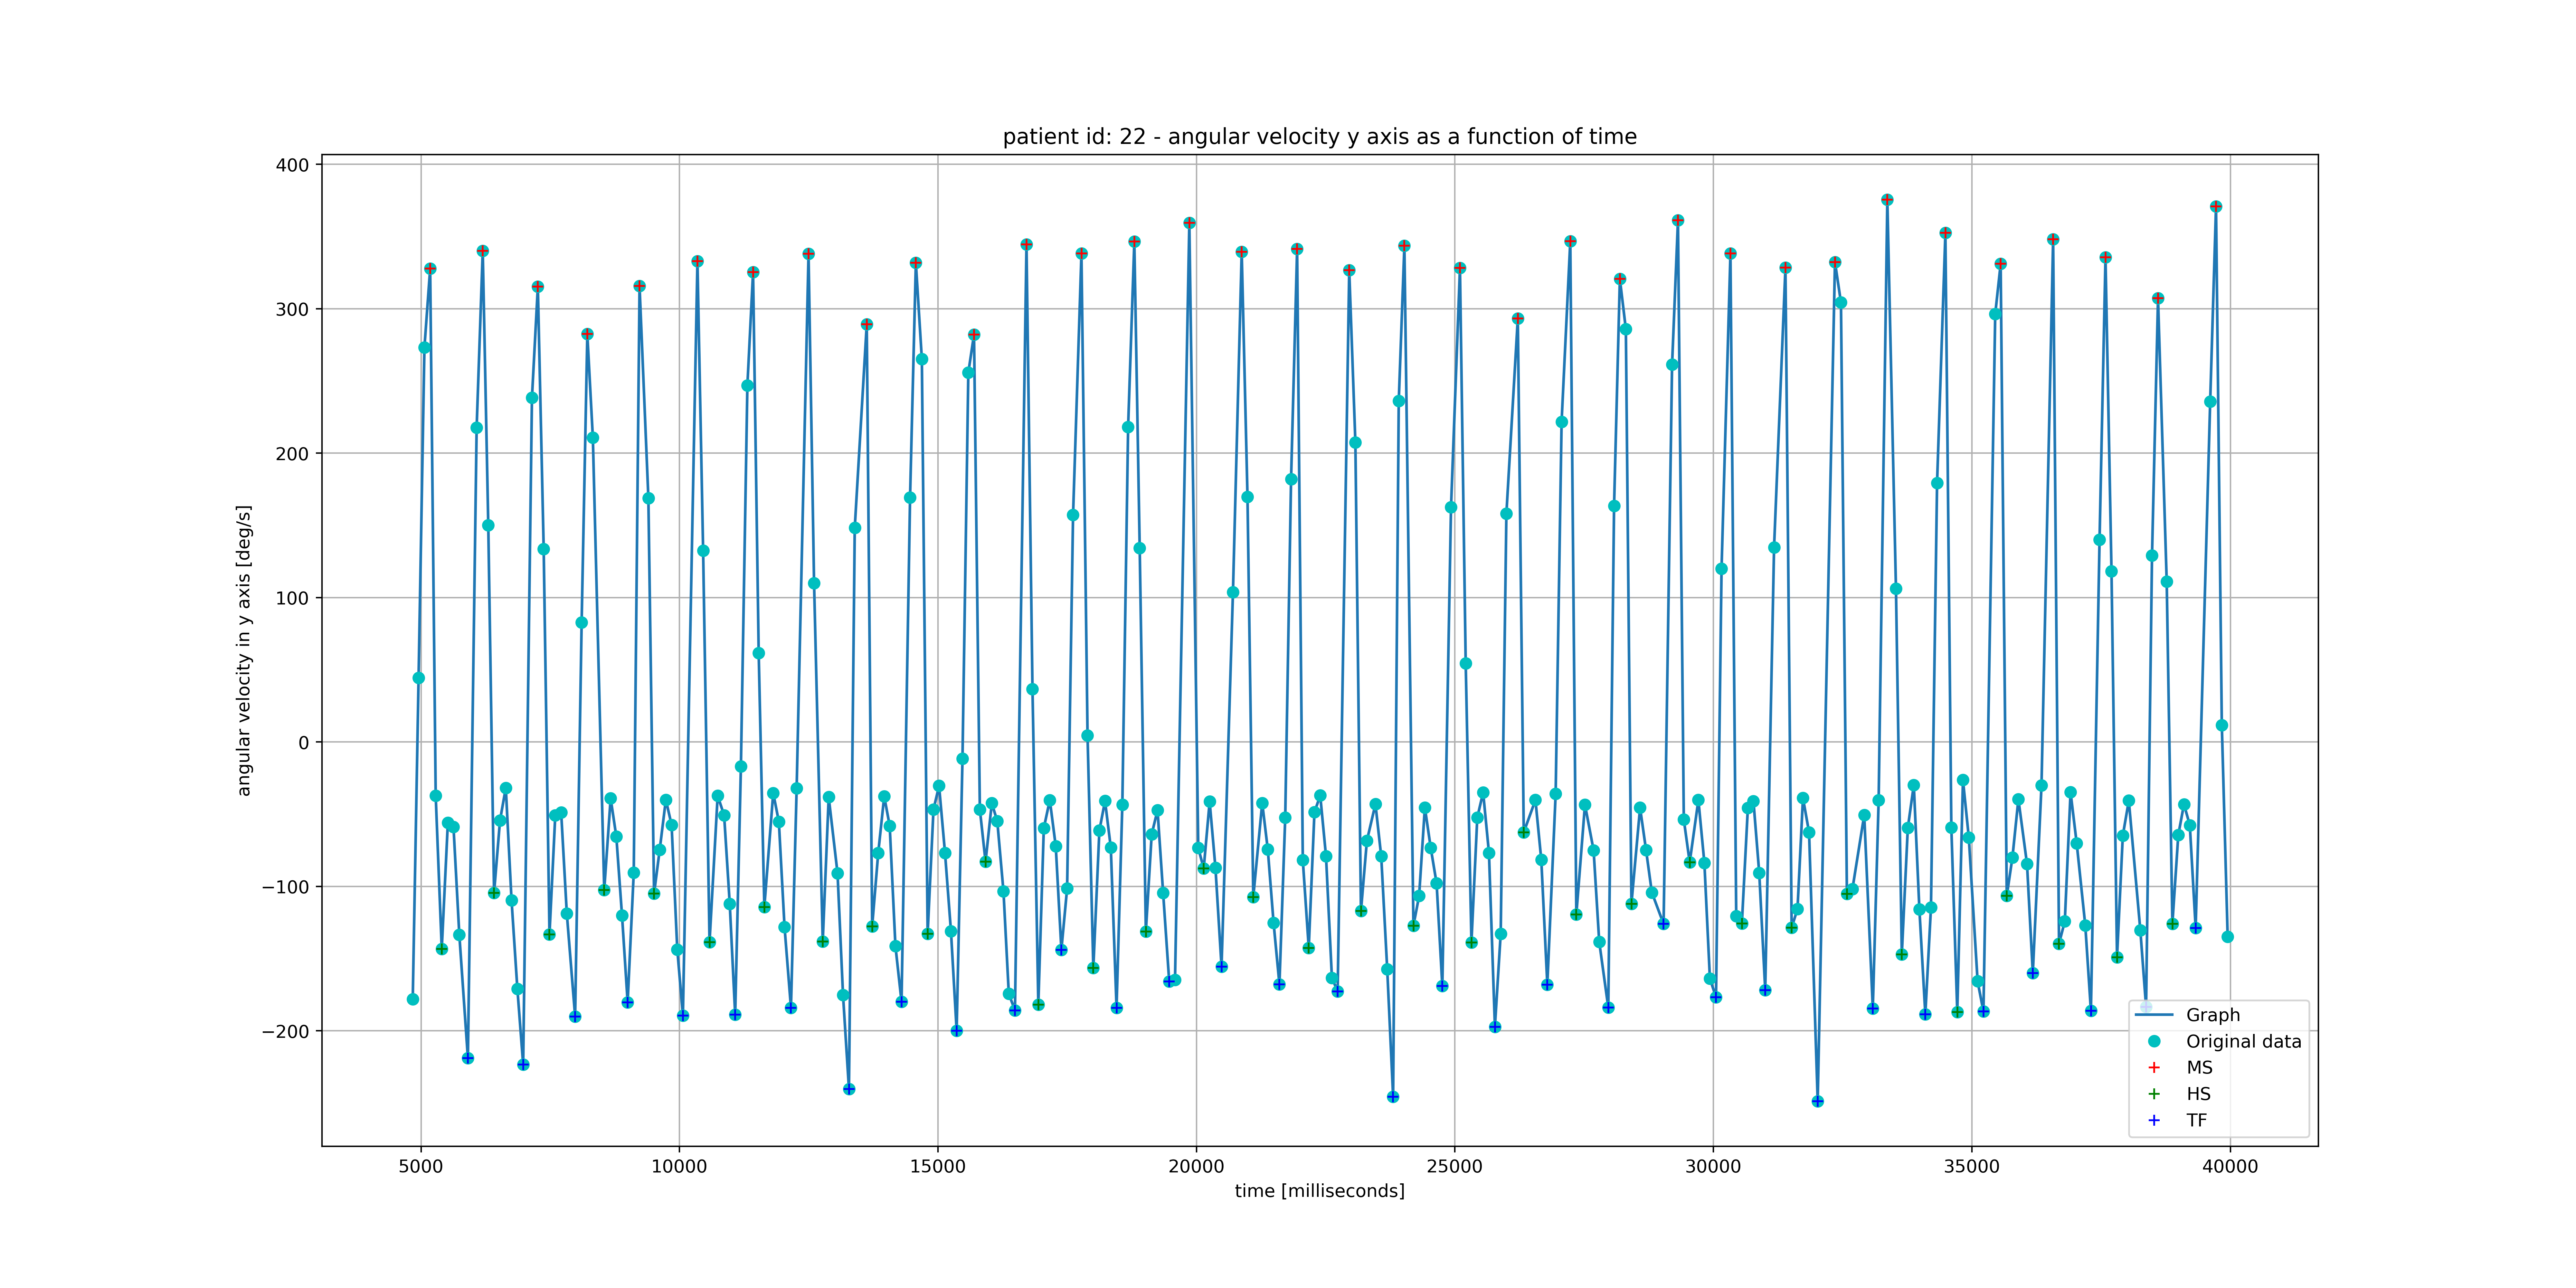 patient id: 22 - angular velocity y axis as a function of time
400
300
200
100
0
−100
−200
angular velocity in y axis [deg/s]
5000
10000
15000
20000
25000
30000
35000
40000
time [milliseconds]
Graph
Original data
MS
HS
TF